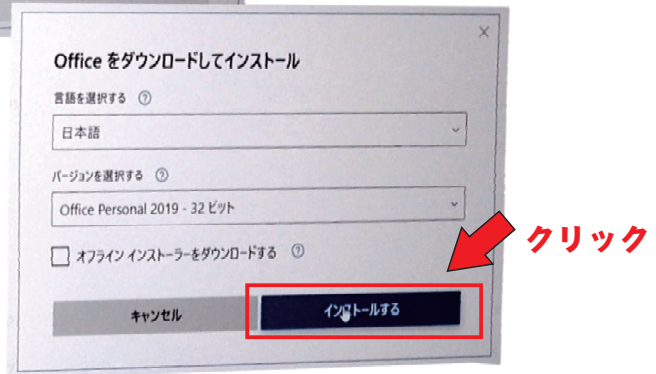 Office をダウンロードしてインストール
言語を選択する
日本語
バージョンを選択する
Office Personal 2019 - 32 ビット
オフライン インストーラーをダウンロードする
クリック
キャンセル
インストールする